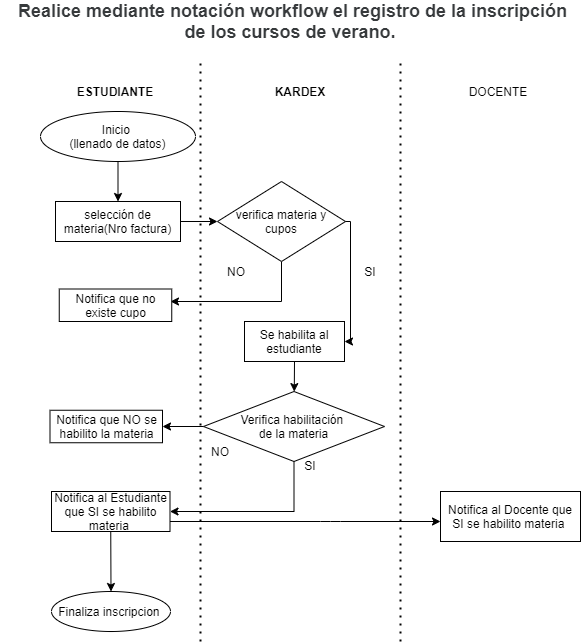 Realice mediante notación workflow el registro de la inscripción
de los cursos de verano.
ESTUDIANTE
KARDEX
DOCENTE
Inicio
(llenado de datos)
selección de
materia(Nro factura)
verifica materia y
cupos
NO
SI
Notifica que no
existe cupo
Se habilita al
estudiante
Notifica que NO se
habilito la materia
Verifica habilitación
de la materia
NO
SI
Notifica al Estudiante
que SI se habilito
materia
Notifica al Docente que
SI se habilito materia
Finaliza inscripcion